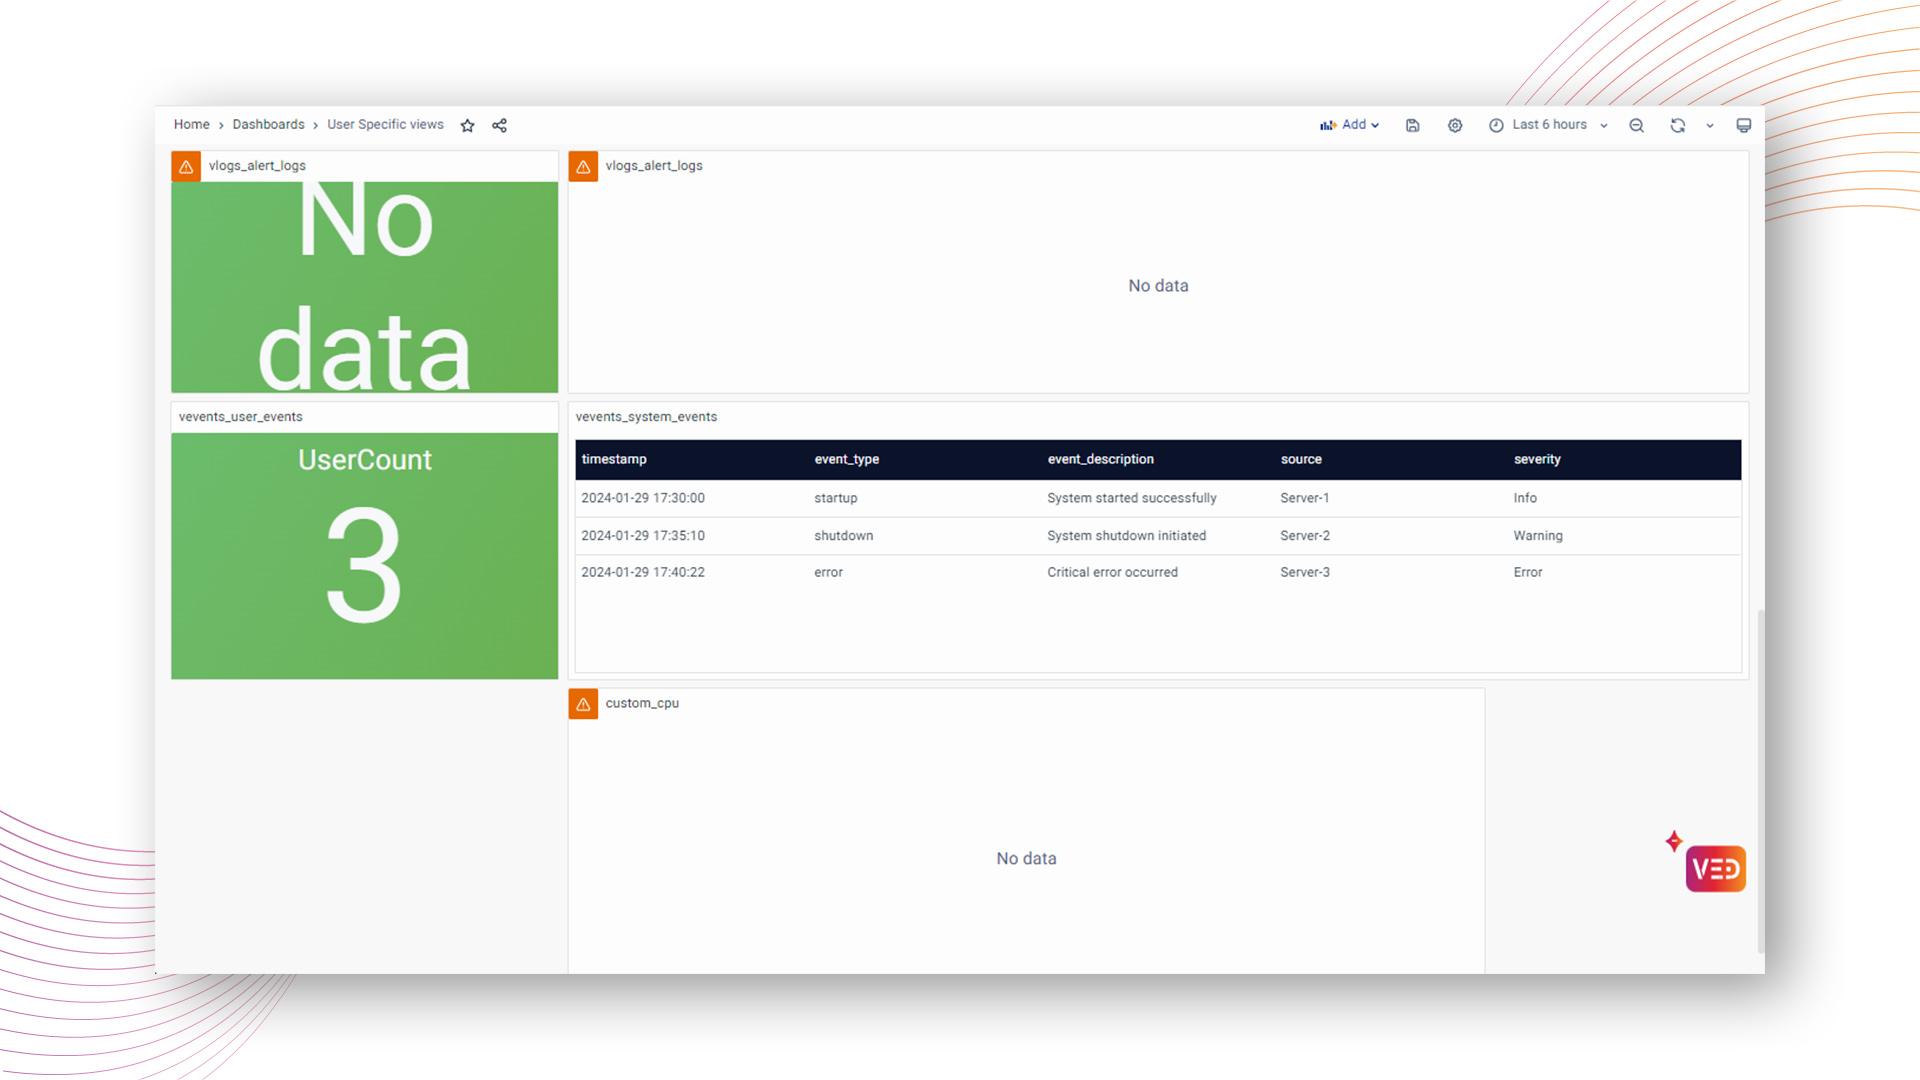 Home > Dashboards > User Specific views
Add
Last 6 hours
vlogs_alert_logs
No
data
vlogs_alert_logs
No data
vevents_user_events
UserCount
3
vevents_system_events
timestamp event_type event_description source severity
2024-01-29 17:30:00 startup System started successfully Server-1 Info
2024-01-29 17:35:10 shutdown System shutdown initiated Server-2 Warning
2024-01-29 17:40:22 error Critical error occurred Server-3 Error
custom_cpu
No data
VED